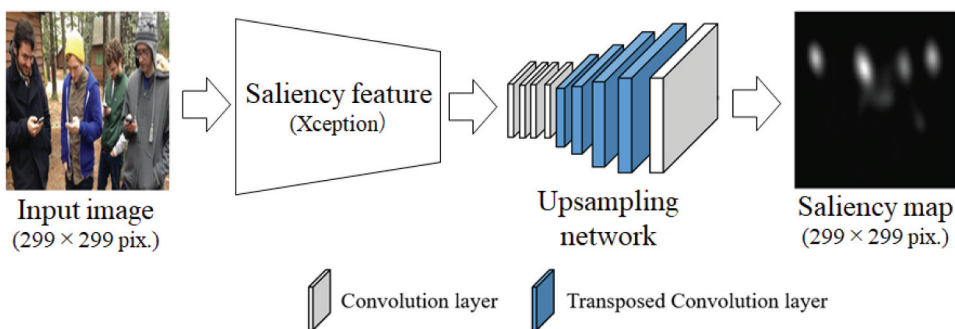 Saliency feature
(Xception)
Input image
(299 × 299 pix.)
Upsampling
network
Saliency map
(299 × 299 pix.)
Convolution layer
Transposed Convolution layer